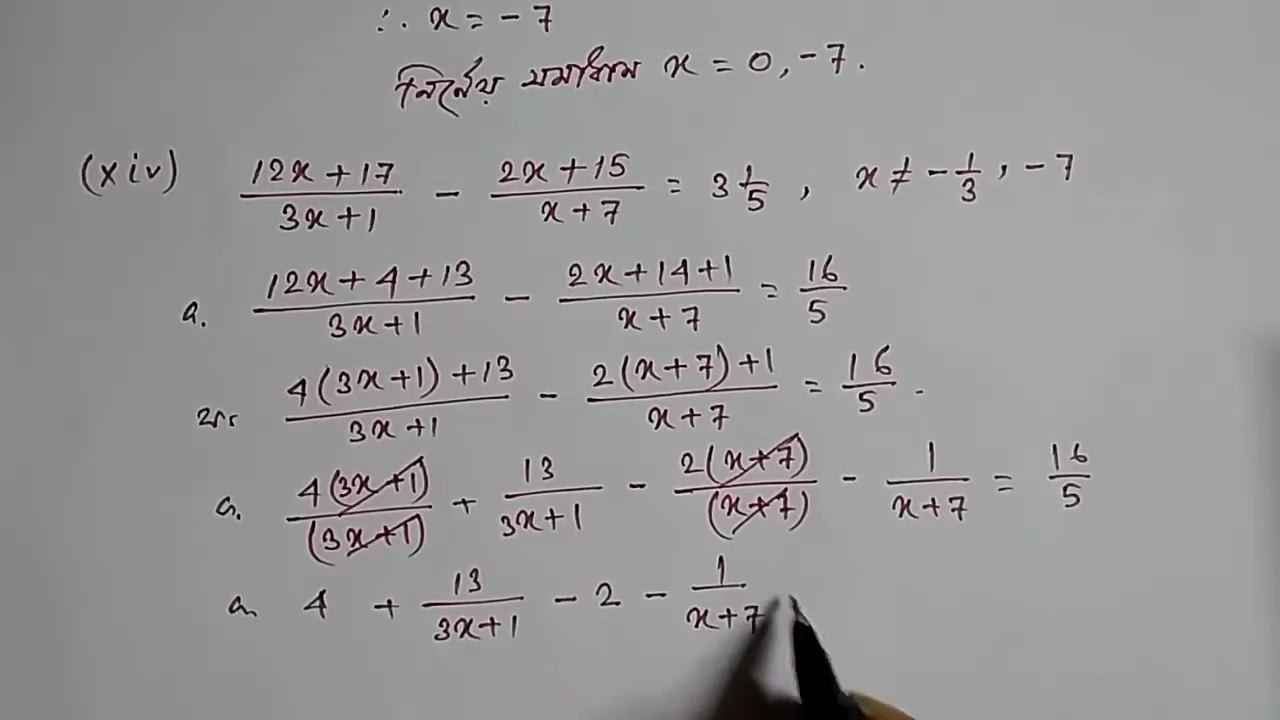 ∴ x = - 7
নির্ণেয় সমাধান x = 0, -7.
(xiv) (12x+17)/(3x+1) - (2x+15)/(x+7) = 3 1/5 , x ≠ -1/3, -7
বা, (12x+4+13)/(3x+1) - (2x+14+1)/(x+7) = 16/5
বা, (4(3x+1)+13)/(3x+1) - (2(x+7)+1)/(x+7) = 16/5.
বা, 4(3x+1)/(3x+1) + 13/(3x+1) - 2(x+7)/(x+7) - 1/(x+7) = 16/5
বা, 4 + 13/(3x+1) - 2 - 1/(x+7)